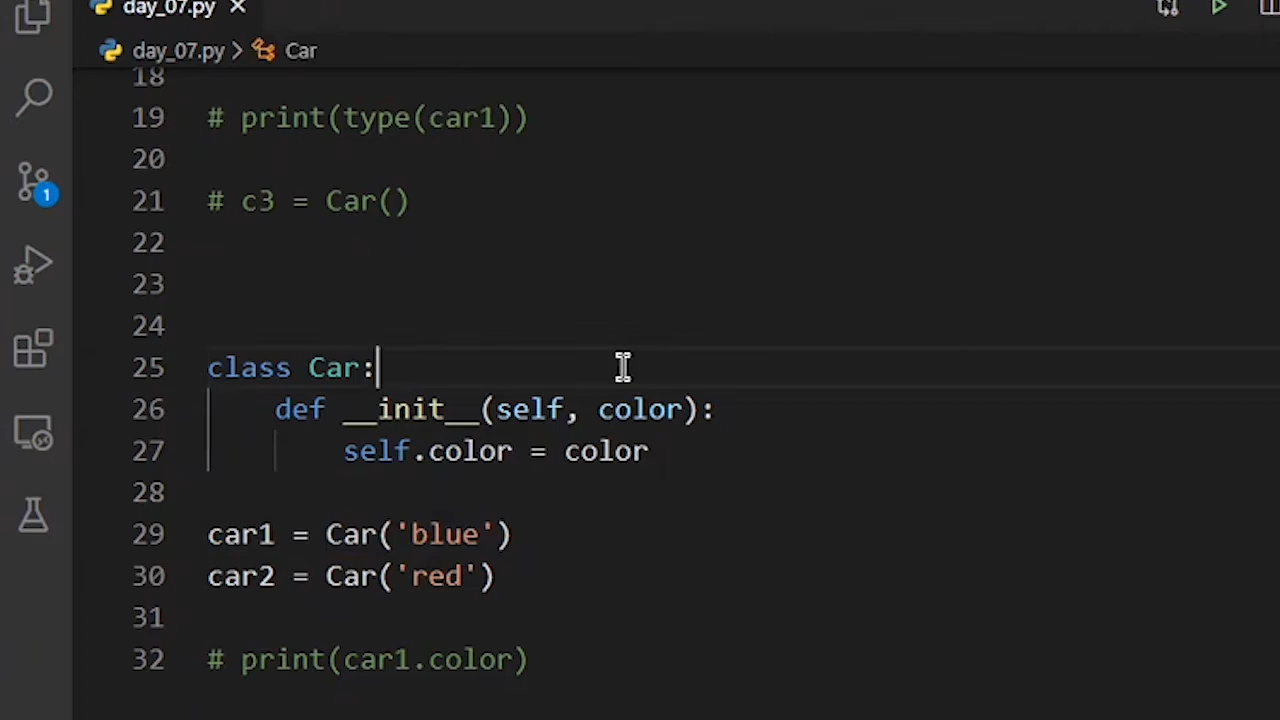 day_07.py
day_07.py > Car
18
19 # print(type(car1))
20
21 # c3 = Car()
22
23
24
1
25 class Car:
26     def __init__(self, color):
27         self.color = color
28
29 car1 = Car('blue')
30 car2 = Car('red')
31
32 # print(car1.color)